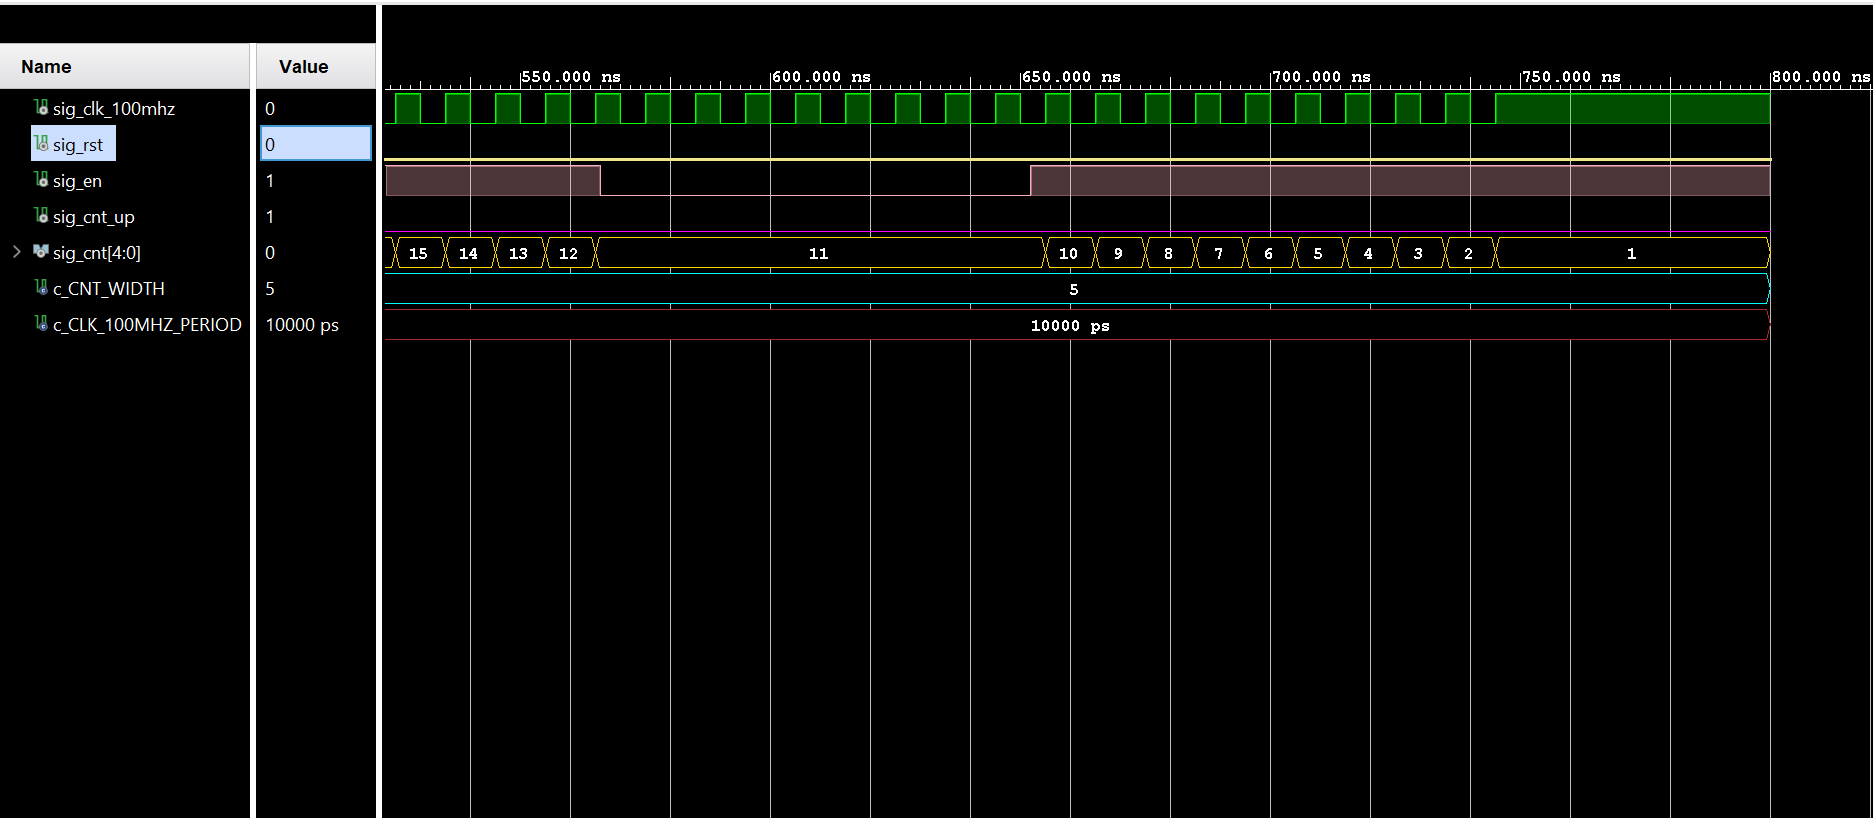 Name Value
550.000 ns 600.000 ns 650.000 ns 700.000 ns 750.000 ns 800.000 ns
sig_clk_100mhz 0
sig_rst 0
sig_en 1
sig_cnt_up 1
sig_cnt[4:0] 0 15 14 13 12 11 10 9 8 7 6 5 4 3 2 1
c_CNT_WIDTH 5 5
c_CLK_100MHZ_PERIOD 10000 ps 10000 ps